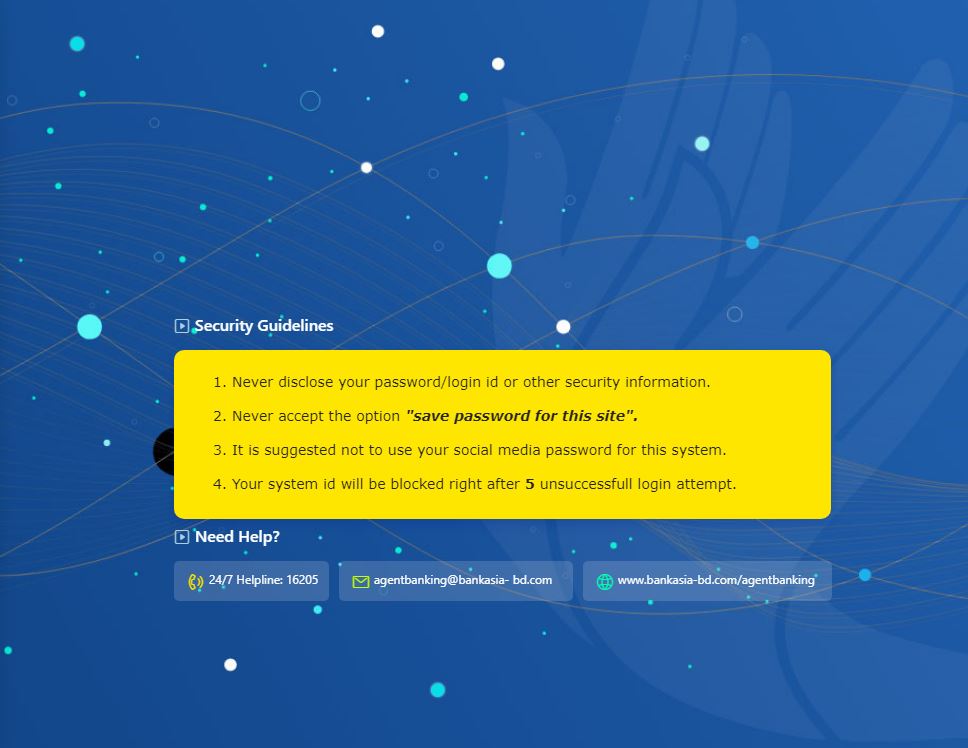 Security Guidelines
1. Never disclose your password/login id or other security information.
2. Never accept the option "save password for this site".
3. It is suggested not to use your social media password for this system.
4. Your system id will be blocked right after 5 unsuccessfull login attempt.
Need Help?
24/7 Helpline: 16205
agentbanking@bankasia- bd.com
www.bankasia-bd.com/agentbanking